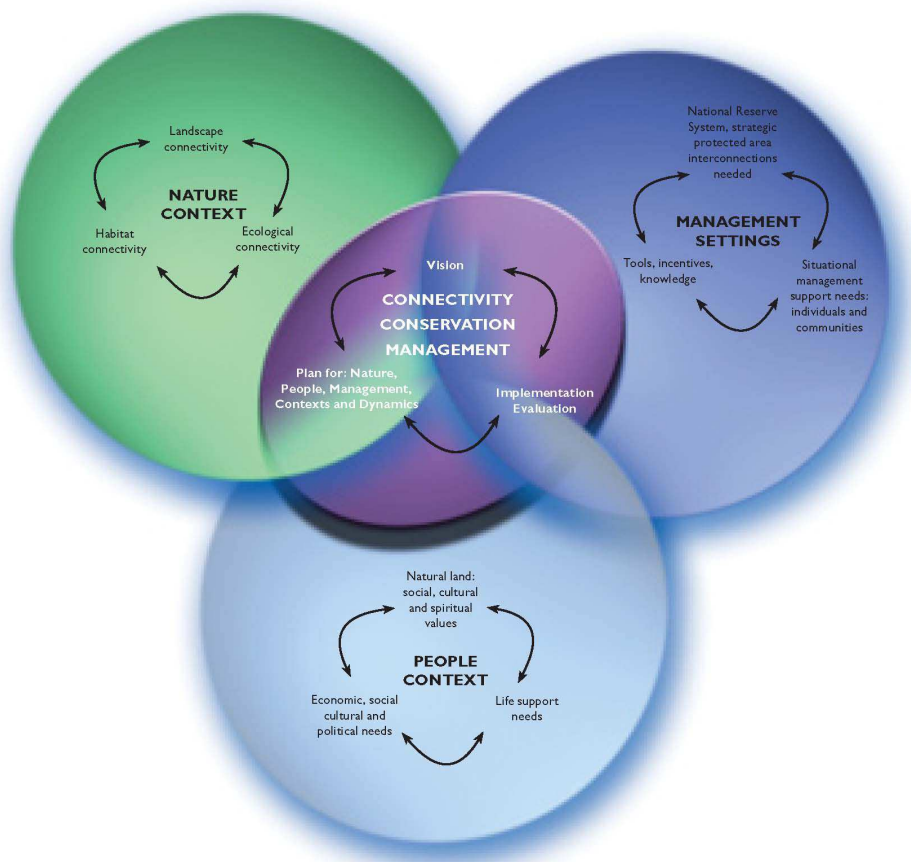 Landscape
connectivity
NATURE
CONTEXT
Habitat
connectivity
Ecological
connectivity
National Reserve
System, strategic
protected area
interconnections
needed
MANAGEMENT
SETTINGS
Tools, incentives,
knowledge
Situational
management
support needs:
individuals and
communities
Vision
CONNECTIVITY
CONSERVATION
MANAGEMENT
Plan for: Nature,
People, Management,
Contexts and Dynamics
Implementation
Evaluation
Natural land:
social, cultural
and spiritual
values
PEOPLE
CONTEXT
Economic, social
cultural and
political needs
Life support
needs